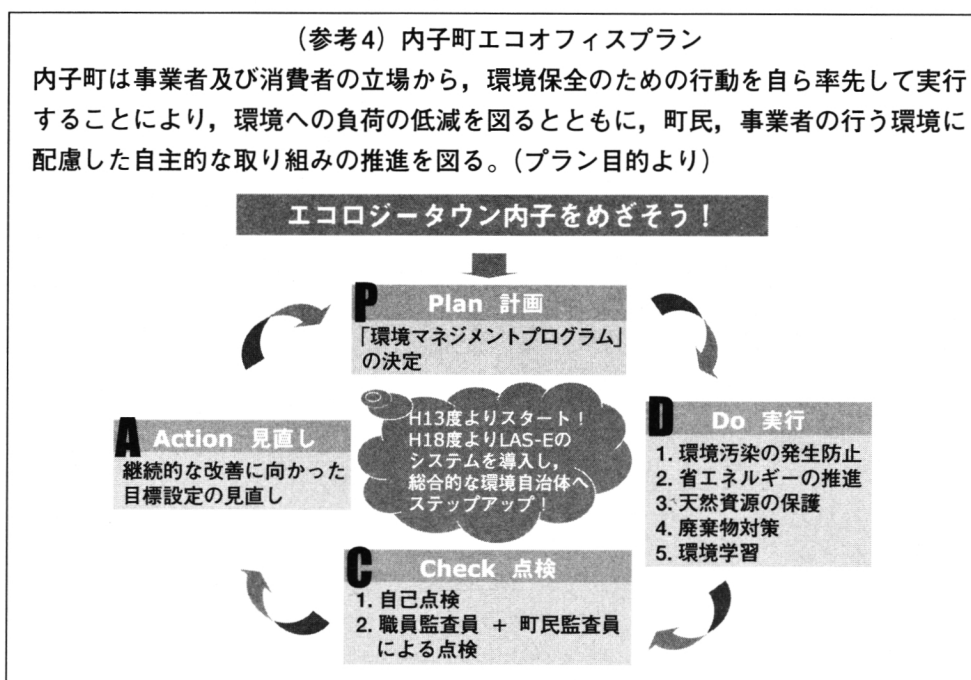 （参考4）内子町エコオフィスプラン
内子町は事業者及び消費者の立場から，環境保全のための行動を自ら率先して実行
することにより，環境への負荷の低減を図るとともに，町民，事業者の行う環境に
配慮した自主的な取り組みの推進を図る。（プラン目的より）
エコロジータウン内子をめざそう！
P Plan 計画
「環境マネジメントプログラム」
の決定
H13度よりスタート！
H18度よりLAS-Eの
システムを導入し，
総合的な環境自治体へ
ステップアップ！
D Do 実行
1. 環境汚染の発生防止
2. 省エネルギーの推進
3. 天然資源の保護
4. 廃棄物対策
5. 環境学習
C Check 点検
1. 自己点検
2. 職員監査員 ＋ 町民監査員
による点検
A Action 見直し
継続的な改善に向かった
目標設定の見直し